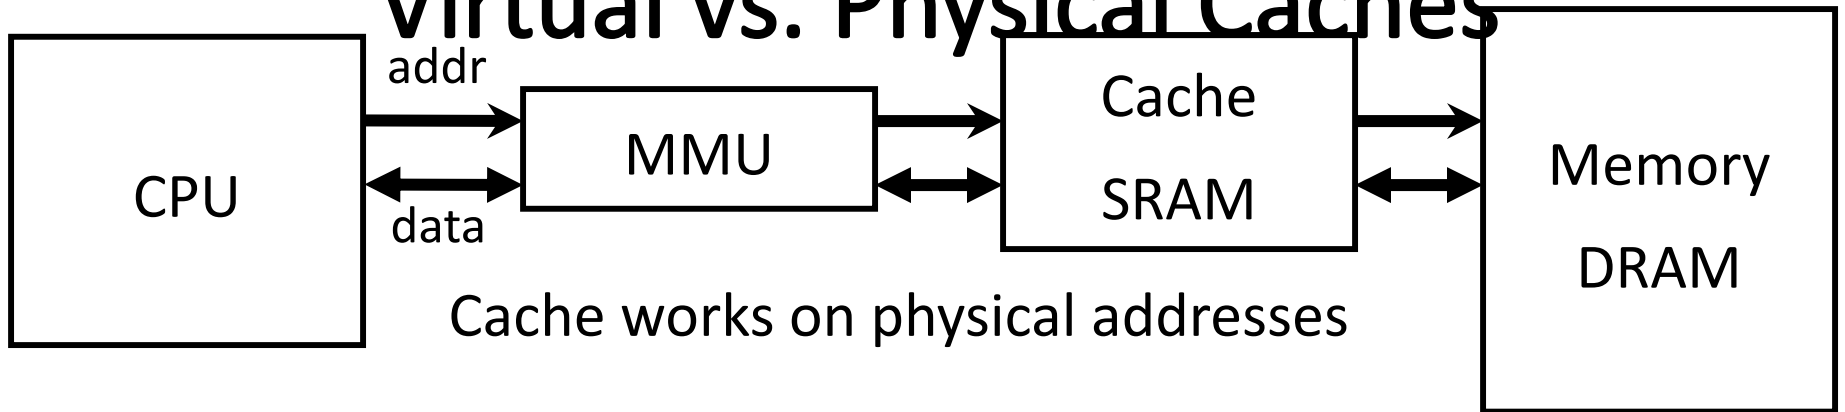 Virtual vs. Physical Caches
addr
data
CPU
MMU
Cache
SRAM
Memory
DRAM
Cache works on physical addresses